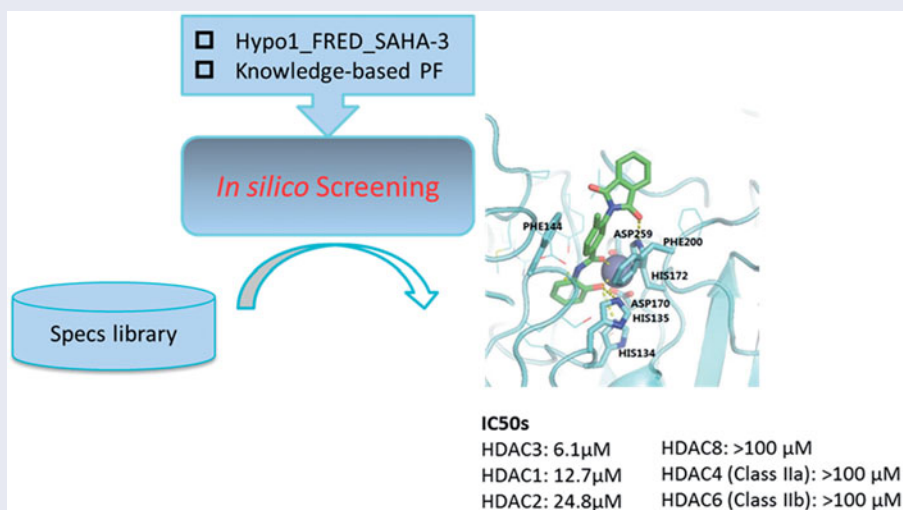 Hypo1_FRED_SAHA-3
Knowledge-based PF
In silico Screening
Specs library
PHE144
ASP259
PHE200
HIS172
ASP170
HIS135
HIS134
IC50s
HDAC3: 6.1µM
HDAC8: >100 µM
HDAC1: 12.7µM
HDAC4 (Class IIa): >100 µM
HDAC2: 24.8µM
HDAC6 (Class IIb): >100 µM